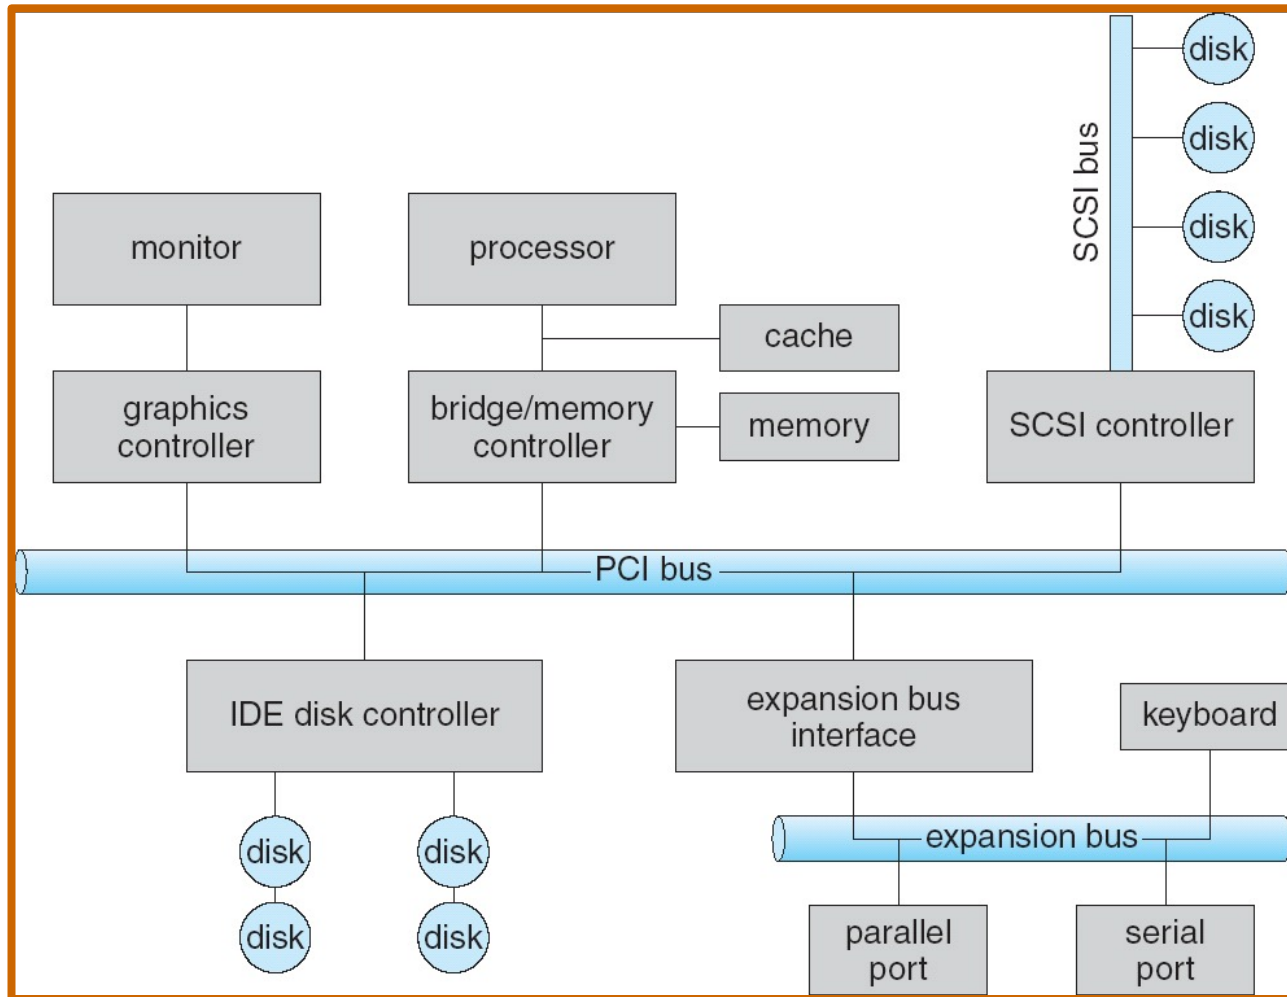 disk
disk
disk
disk
SCSI bus
monitor
processor
cache
graphics
controller
bridge/memory
controller
memory
SCSI controller
PCI bus
IDE disk controller
expansion bus
interface
keyboard
disk
disk
expansion bus
disk
disk
parallel
port
serial
port